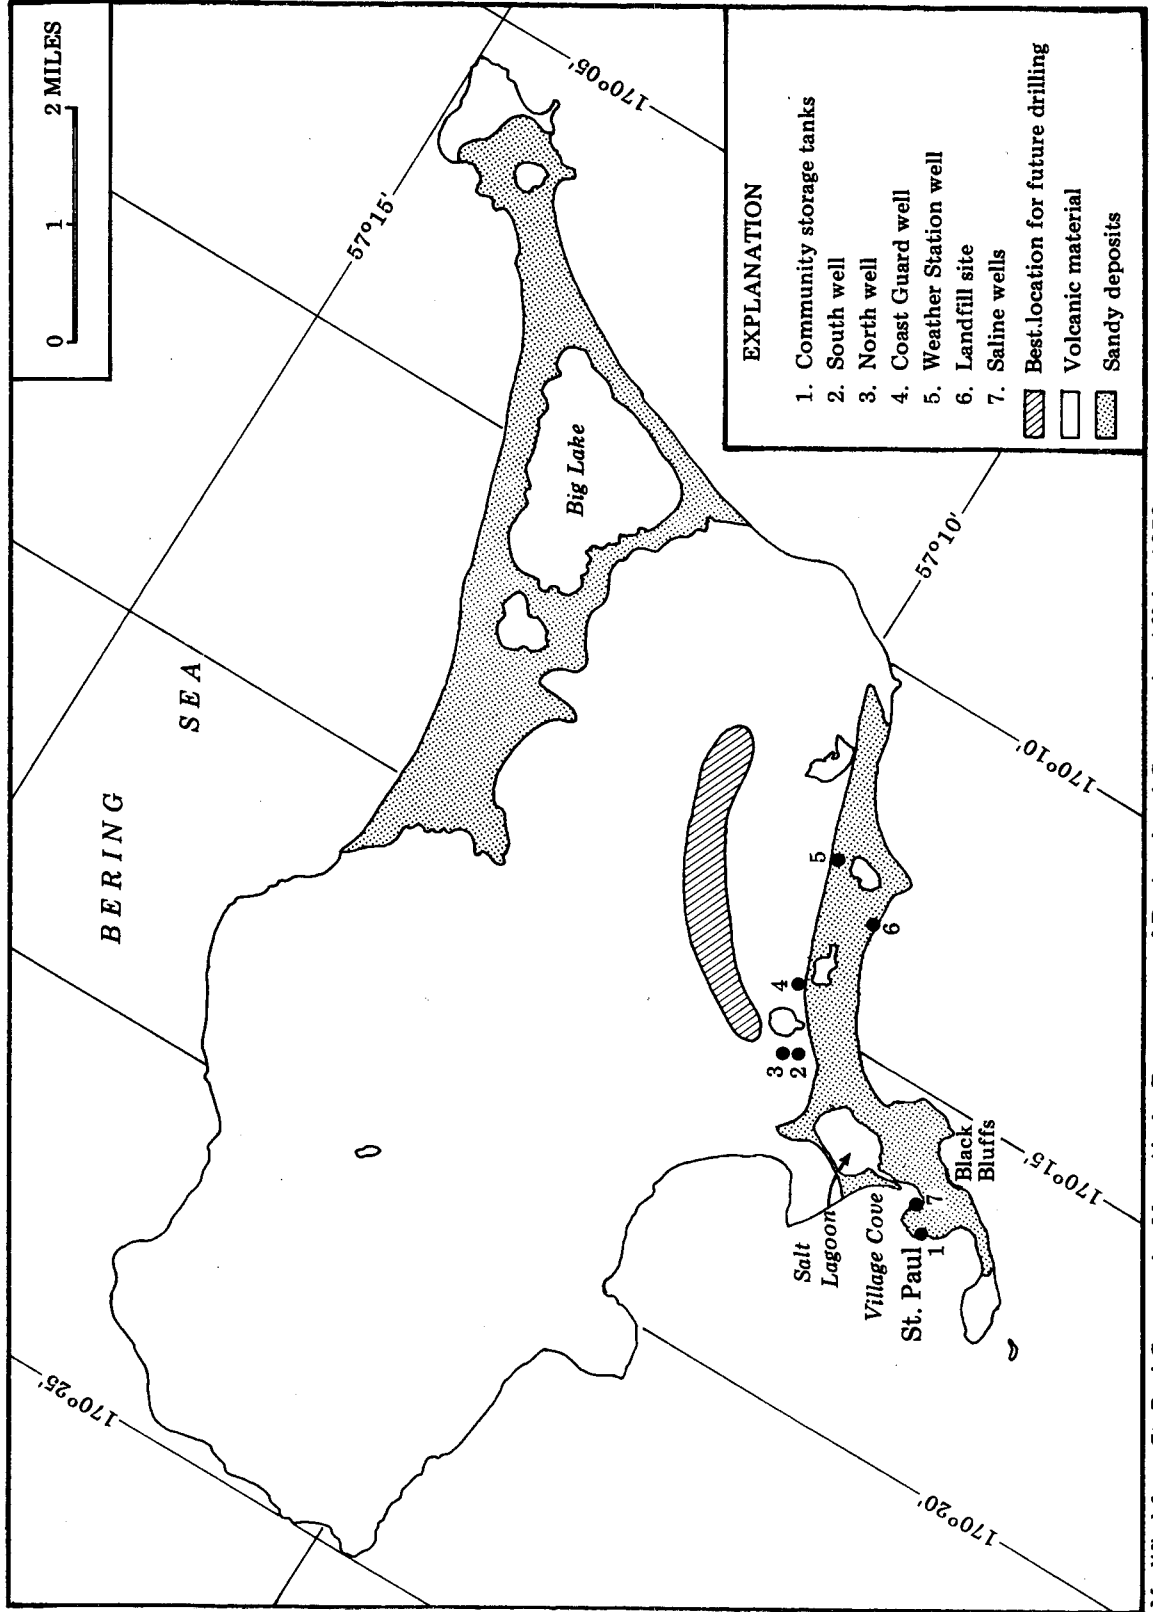 0 1 2 MILES
57°15'
170°05'
BERING
SEA
Big Lake
57°10'
170°10'
170°15'
170°20'
170°25'
3
2
4
5
6
7
1
Salt
Lagoon
Village Cove
St. Paul
Black
Bluffs
EXPLANATION
1. Community storage tanks
2. South well
3. North well
4. Coast Guard well
5. Weather Station well
6. Landfill site
7. Saline wells
Best.location for future drilling
Volcanic material
Sandy deposits